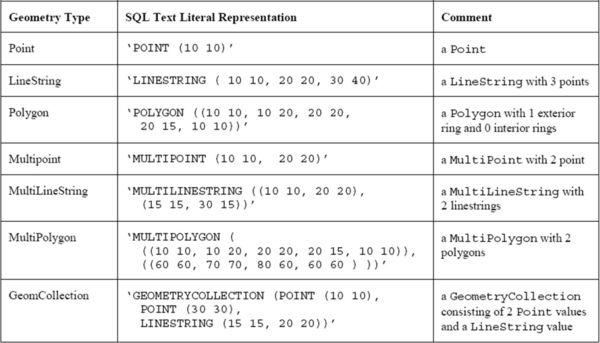 Geometry Type SQL Text Literal Representation Comment
Point ‘POINT (10 10)’ a Point
LineString ‘LINESTRING ( 10 10, 20 20, 30 40)’ a LineString with 3 points
Polygon ‘POLYGON ((10 10, 10 20, 20 20, a Polygon with 1 exterior
20 15, 10 10))’ ring and 0 interior rings
Multipoint ‘MULTIPOINT (10 10, 20 20)’ a MultiPoint with 2 point
MultiLineString ‘MULTILINESTRING ((10 10, 20 20), a MultiLineString with
(15 15, 30 15))’ 2 linestrings
MultiPolygon ‘MULTIPOLYGON ( a MultiPolygon with 2
((10 10, 10 20, 20 20, 20 15, 10 10)), polygons
((60 60, 70 70, 80 60, 60 60 ) ))’
GeomCollection ‘GEOMETRYCOLLECTION (POINT (10 10), a GeometryCollection
POINT (30 30), consisting of 2 Point values
LINESTRING (15 15, 20 20))’ and a LineString value